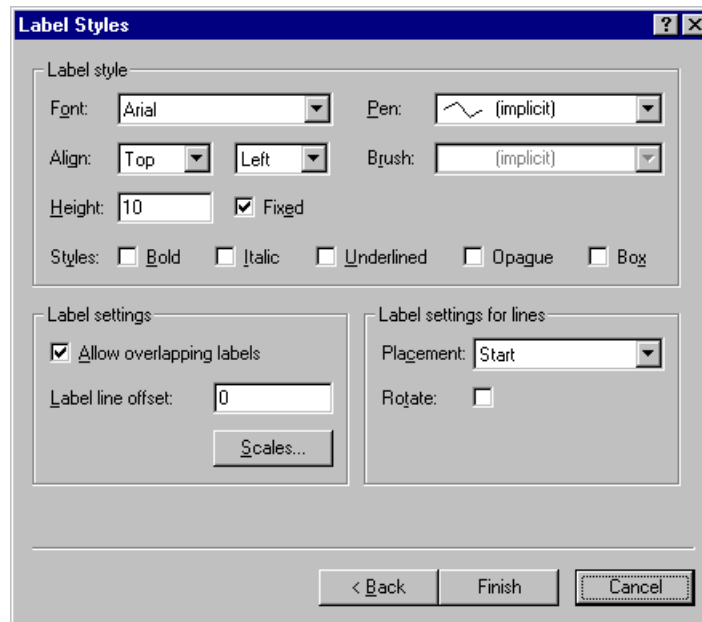 Label Styles
Label style
Font: Arial Pen: (implicit)
Align: Top Left Brush: (implicit)
Height: 10 Fixed
Styles: Bold Italic Underlined Opague Box
Label settings
Allow overlapping labels
Label line offset: 0
Scales...
Label settings for lines
Placement: Start
Rotate:
< Back Finish Cancel